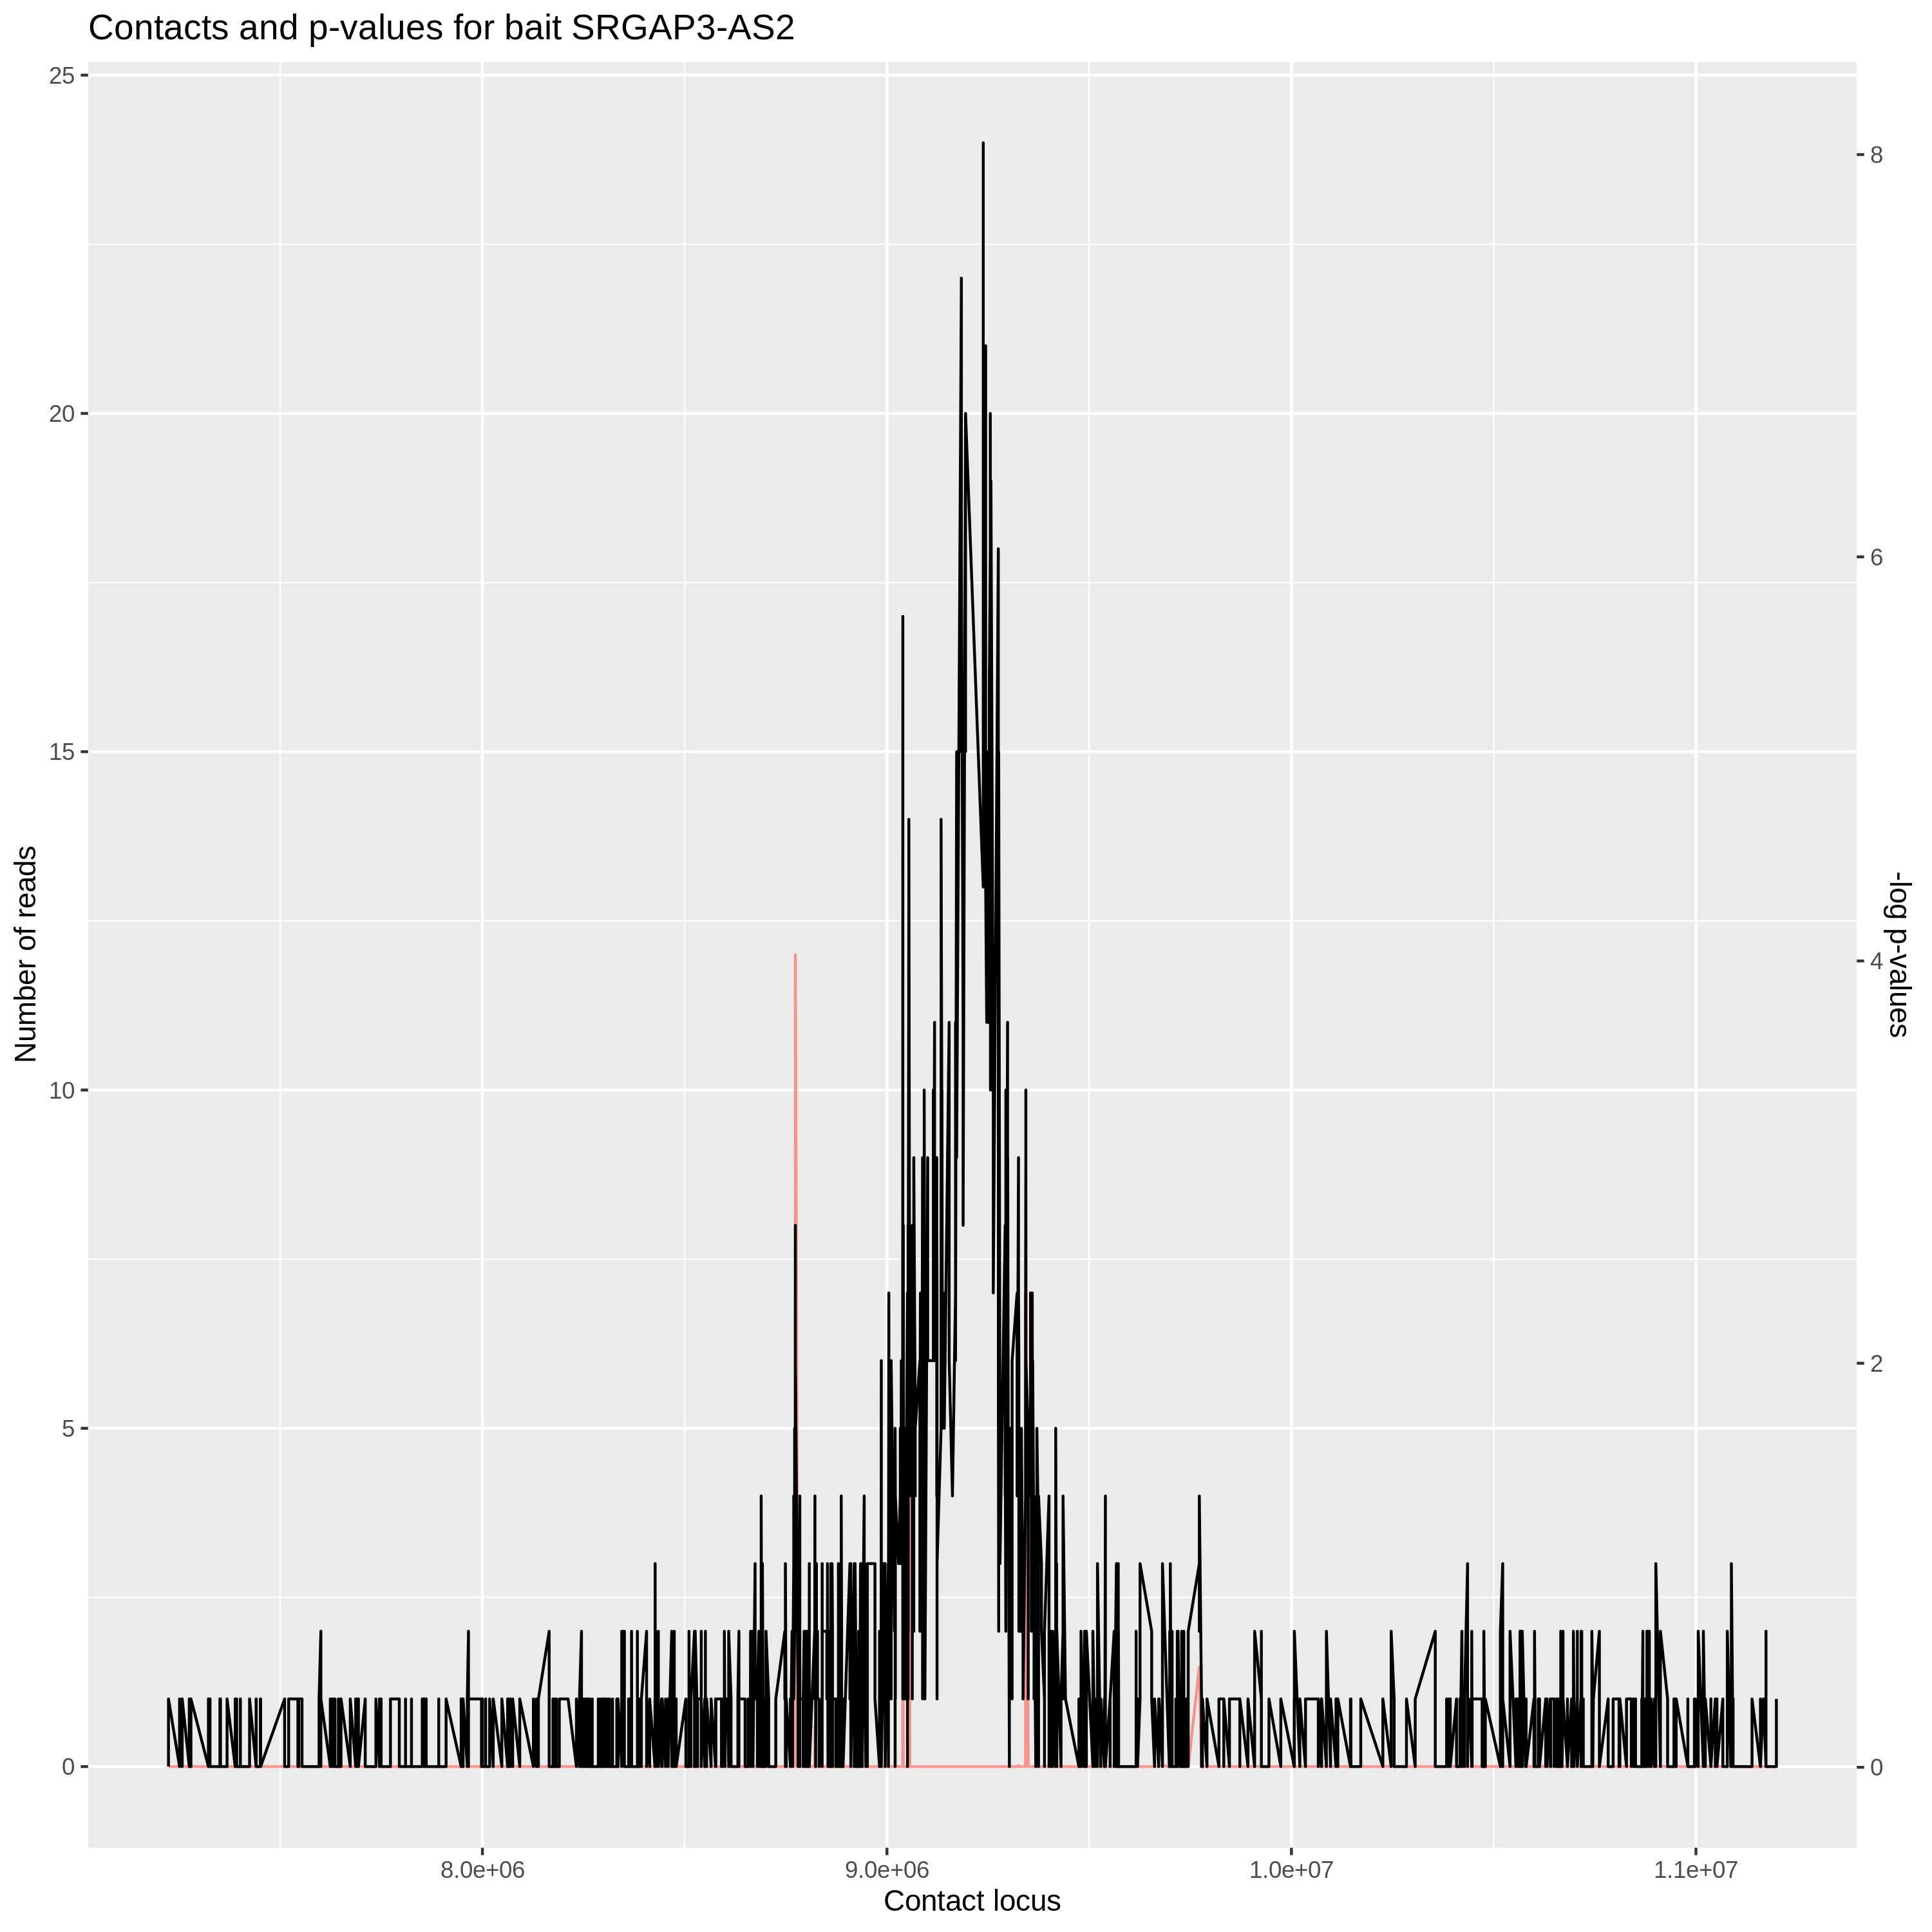 Contacts and p-values for bait SRGAP3-AS2
25
20
15
10
5
0
Number of reads
8
6
4
2
0
-log p-values
8.0e+06
9.0e+06
1.0e+07
1.1e+07
Contact locus